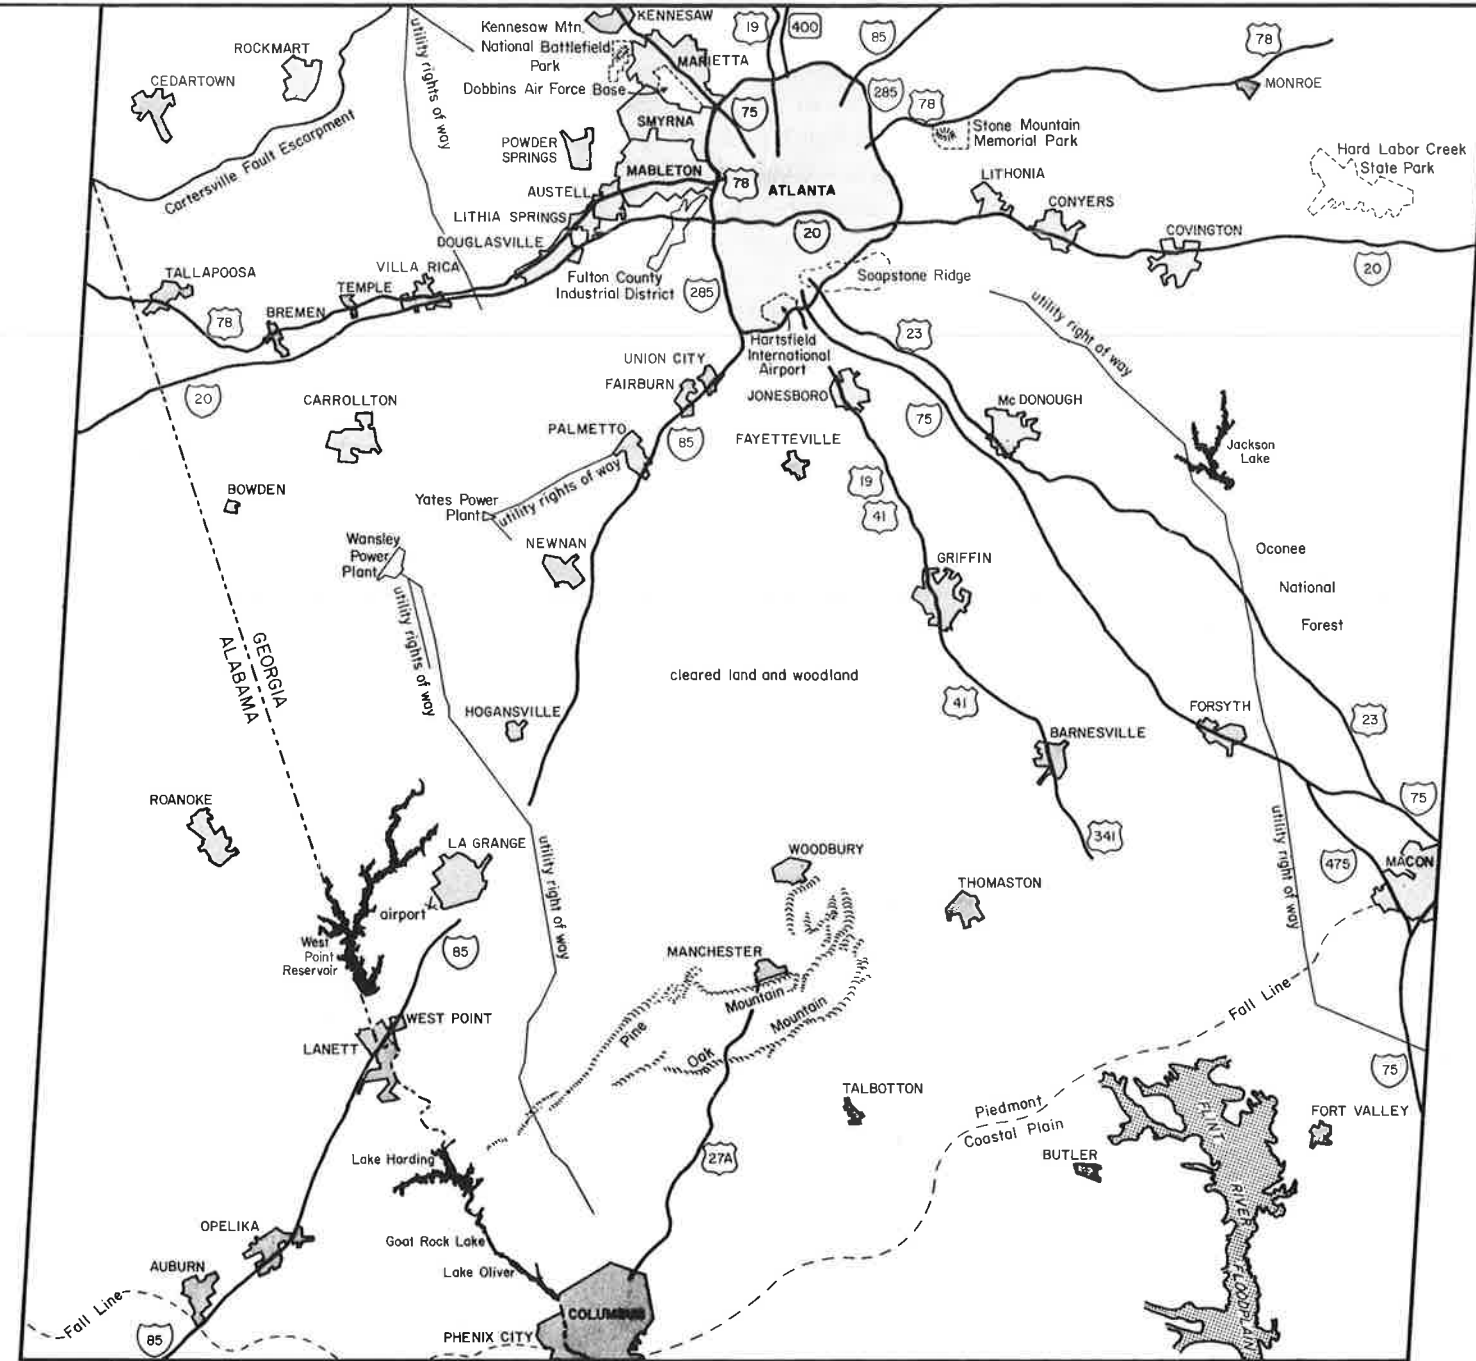 KENNESAW
Kennesaw Mtn.
National Battlefield
Park
MARIETTA
Dobbins Air Force Base
19
400
85
78
MONROE
ROCKMART
CEDARTOWN
utility rights of way
Cartersville Fault Escarpment
75
285
78
Stone Mountain
Memorial Park
SMYRNA
POWDER
SPRINGS
MABLETON
78
ATLANTA
AUSTELL
LITHIA SPRINGS
DOUGLASVILLE
LITHONIA
CONYERS
COVINGTON
Hard Labor Creek
State Park
20
20
TALLAPOOSA
VILLA RICA
TEMPLE
BREMEN
78
Fulton County
Industrial District
285
Soapstone Ridge
utility right of way
Hartsfield
International
Airport
23
UNION CITY
FAIRBURN
JONESBORO
20
CARROLLTON
PALMETTO
85
FAYETTEVILLE
75
Mc DONOUGH
Jackson
Lake
BOWDEN
Yates Power
Plant
utility rights of way
19
41
Wansley
Power
Plant
NEWNAN
utility rights of way
GRIFFIN
Oconee
National
Forest
GEORGIA
ALABAMA
cleared land and woodland
HOGANSVILLE
41
FORSYTH
23
BARNESVILLE
ROANOKE
75
LA GRANGE
utility right of way
WOODBURY
341
utility right of way
475
MACON
THOMASTON
airport
West
Point
Reservoir
85
MANCHESTER
Pine
Mountain
Oak
Mountain
Fall Line
WEST POINT
LANETT
75
TALBOTTON
Piedmont
Coastal Plain
FLINT
RIVER
FLOODPLAIN
FORT VALLEY
BUTLER
Lake Harding
27A
OPELIKA
Goat Rock Lake
AUBURN
Lake Oliver
Fall Line
85
COLUMBUS
PHENIX CITY